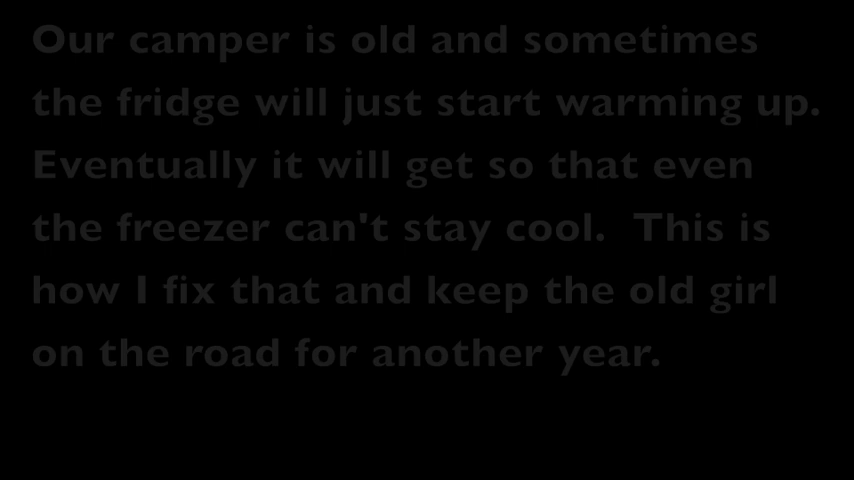 Our camper is old and sometimes
the fridge will just start warming up.
Eventually it will get so that even
the freezer can't stay cool.  This is
how I fix that and keep the old girl
on the road for another year.